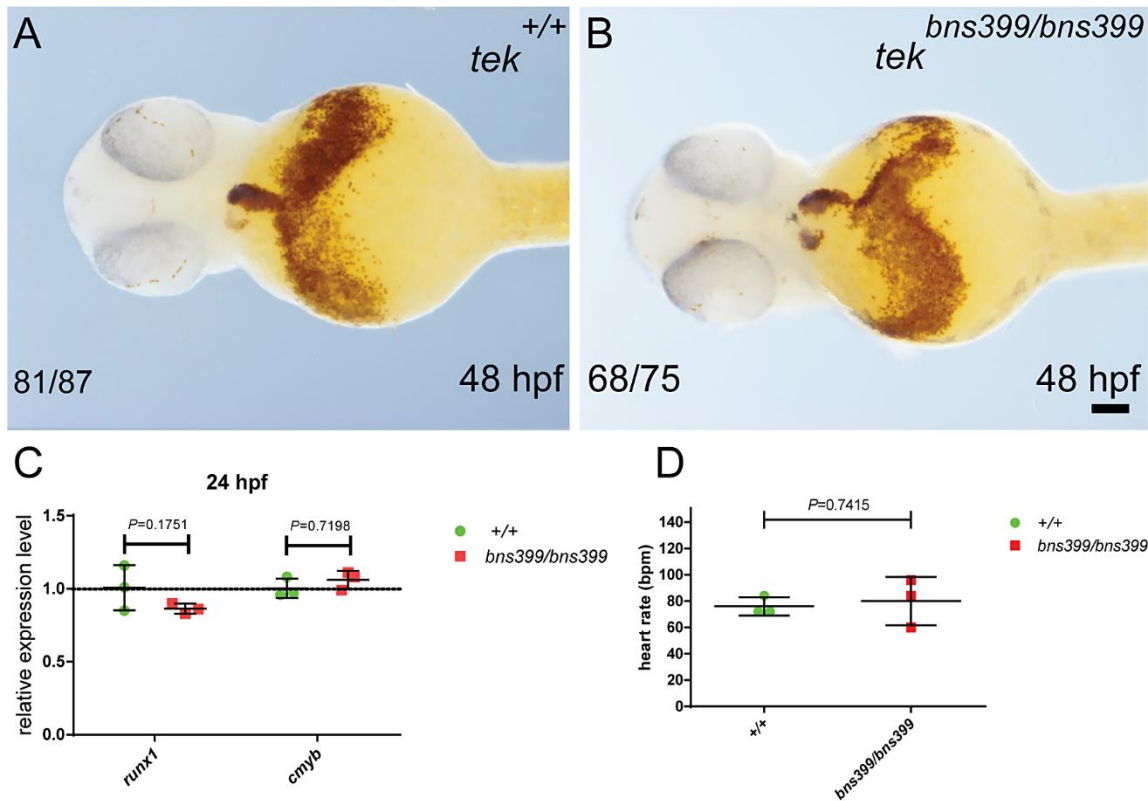 A
+/+
tek
81/87
48 hpf
B
bns399/bns399
tek
68/75
48 hpf
C
24 hpf
relative expression level
1.5
1.0
0.5
0.0
P=0.1751
P=0.7198
runx1
cmyb
+/+
bns399/bns399
D
heart rate (bpm)
140
120
100
80
60
40
20
0
P=0.7415
+/+
bns399/bns399
+/+
bns399/bns399